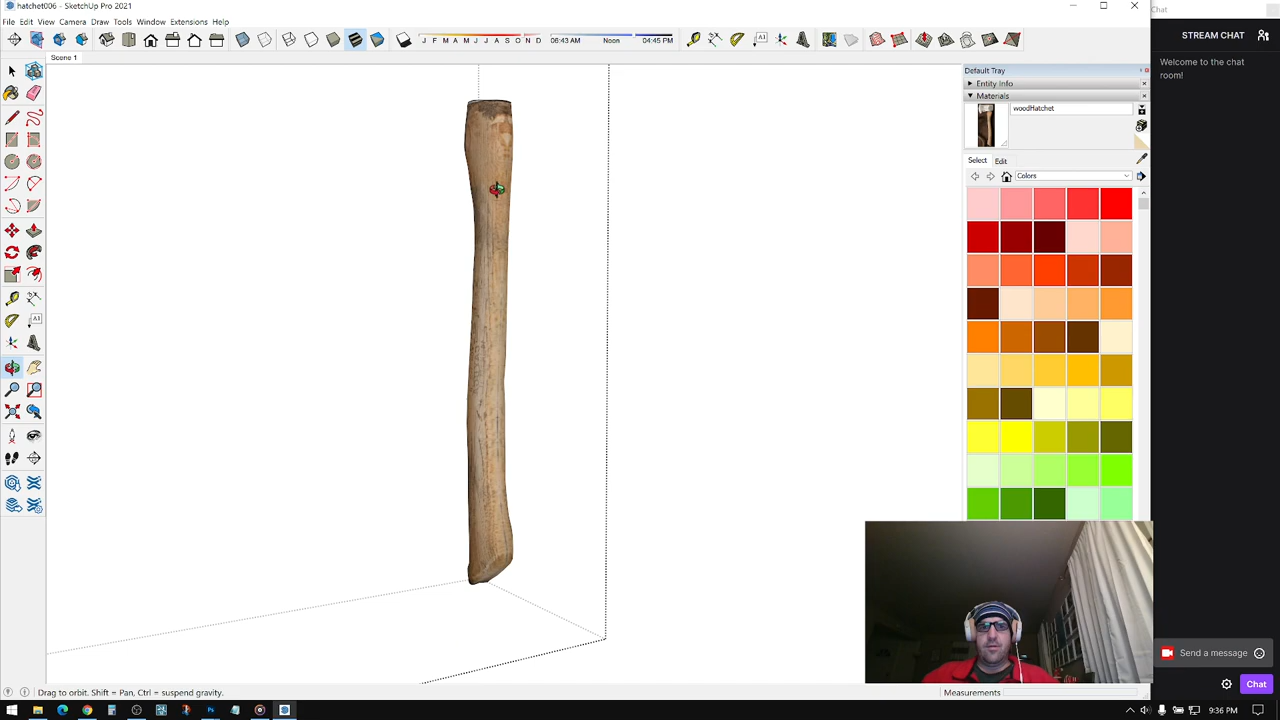 hatchet006 - SketchUp Pro 2021
File Edit View Camera Draw Tools Window Extensions Help
J F M A M J J A S O N D
06:43 AM Noon 04:45 PM
Scene 1
Default Tray
Entity Info
Materials
woodHatchet
Select Edit
Colors
Chat
STREAM CHAT
Welcome to the chat
room!
Send a message
Chat
Drag to orbit. Shift = Pan, Ctrl = suspend gravity.
Measurements
9:36 PM